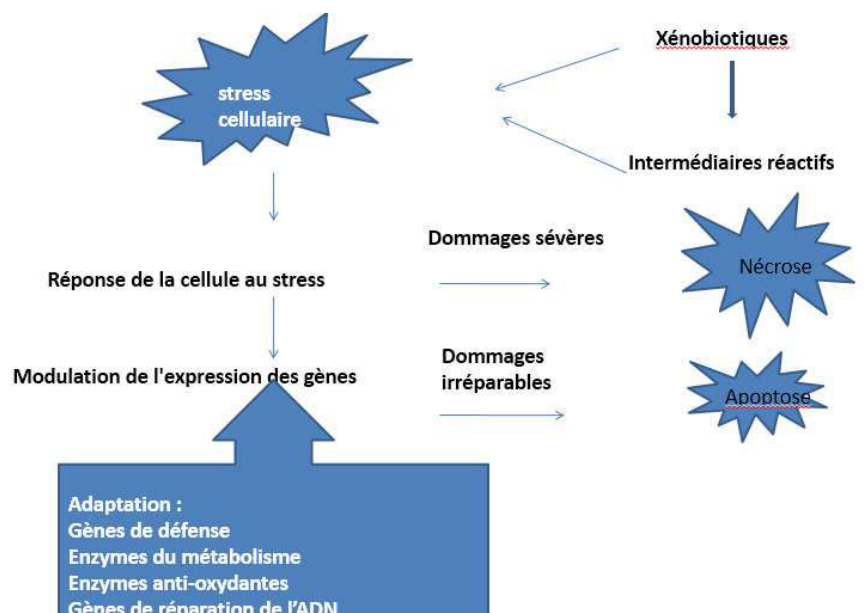 Xénobiotiques
stress
cellulaire
Intermédiaires réactifs
Dommages sévères
Nécrose
Réponse de la cellule au stress
Dommages
irréparables
Modulation de l'expression des gènes
Apoptose
Adaptation :
Gènes de défense
Enzymes du métabolisme
Enzymes anti-oxydantes
Gènes de réparation de l'ADN